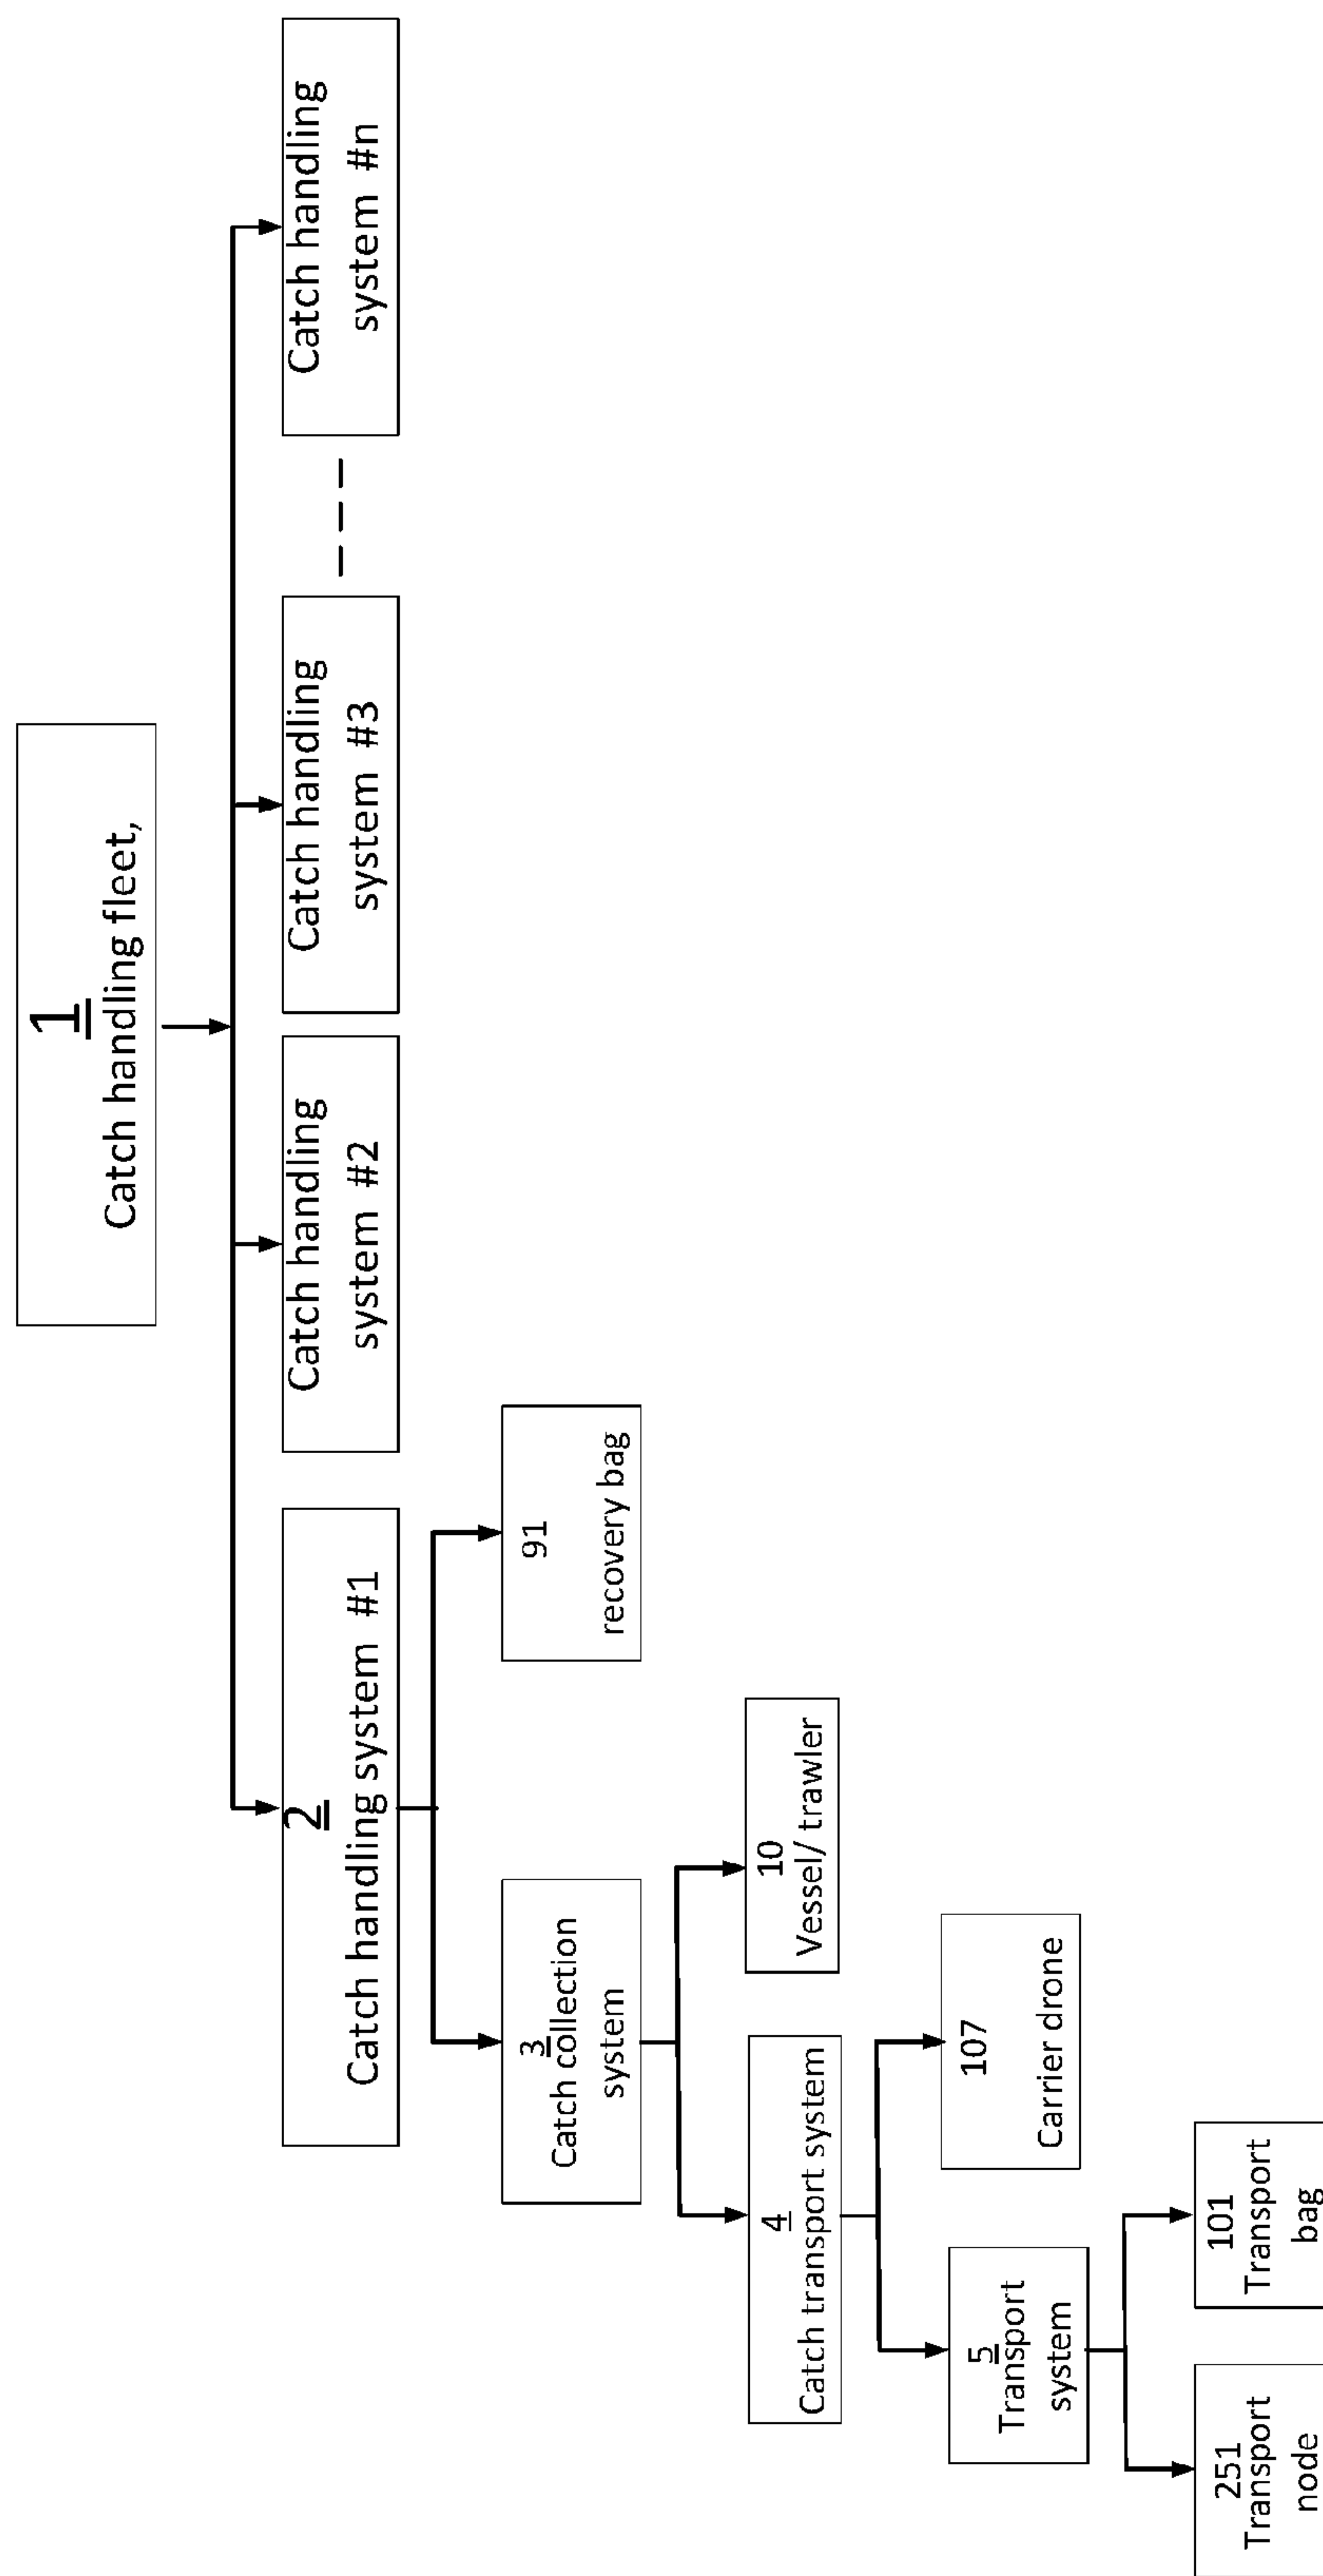 1
Catch handling fleet,
2
Catch handling system #1
Catch handling
system #2
Catch handling
system #3
Catch handling
system #n
3
Catch collection
system
91
recovery bag
4
Catch transport system
10
Vessel/ trawler
5
Transport
system
107
Carrier drone
251
Transport
node
101
Transport
bag